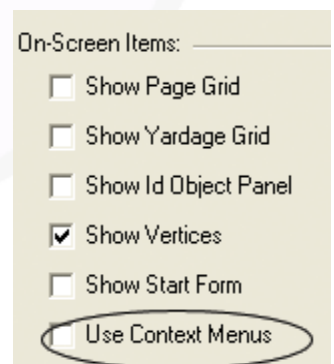 On-Screen Items:
Show Page Grid
Show Yardage Grid
Show Id Object Panel
Show Vertices
Show Start Form
Use Context Menus